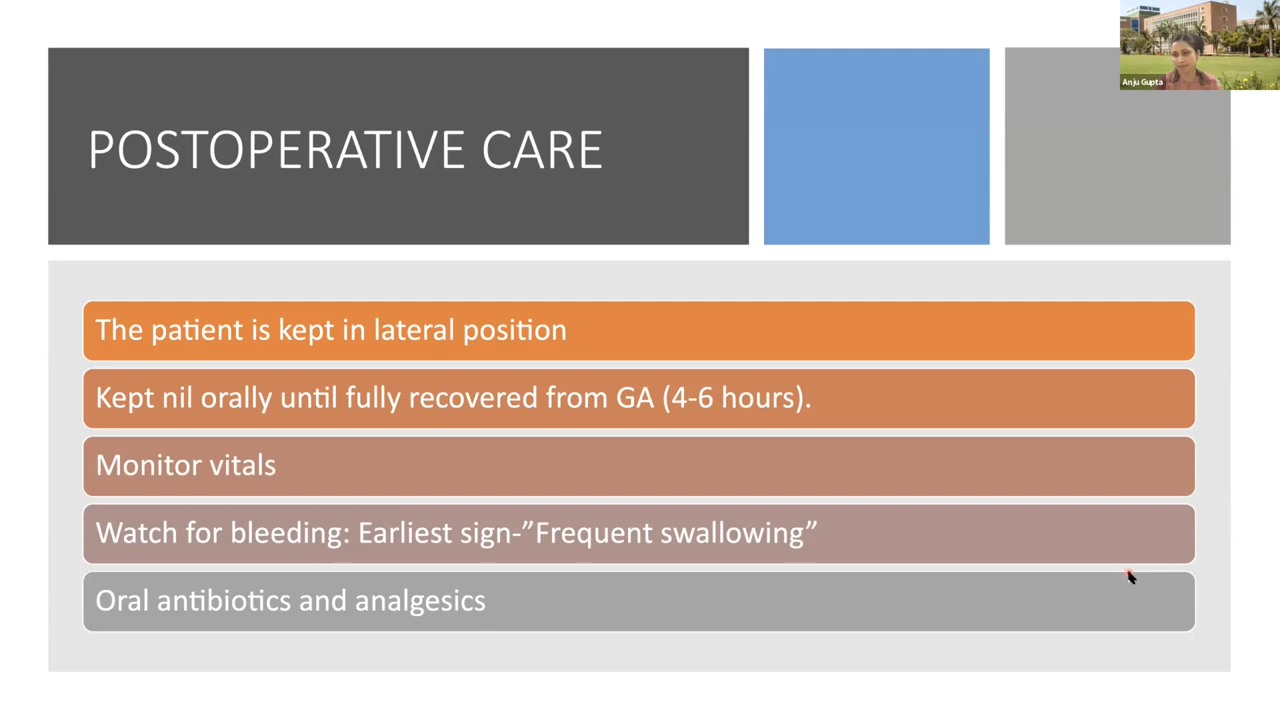 Anju Gupta
POSTOPERATIVE CARE
The patient is kept in lateral position
Kept nil orally until fully recovered from GA (4-6 hours).
Monitor vitals
Watch for bleeding: Earliest sign-”Frequent swallowing”
Oral antibiotics and analgesics